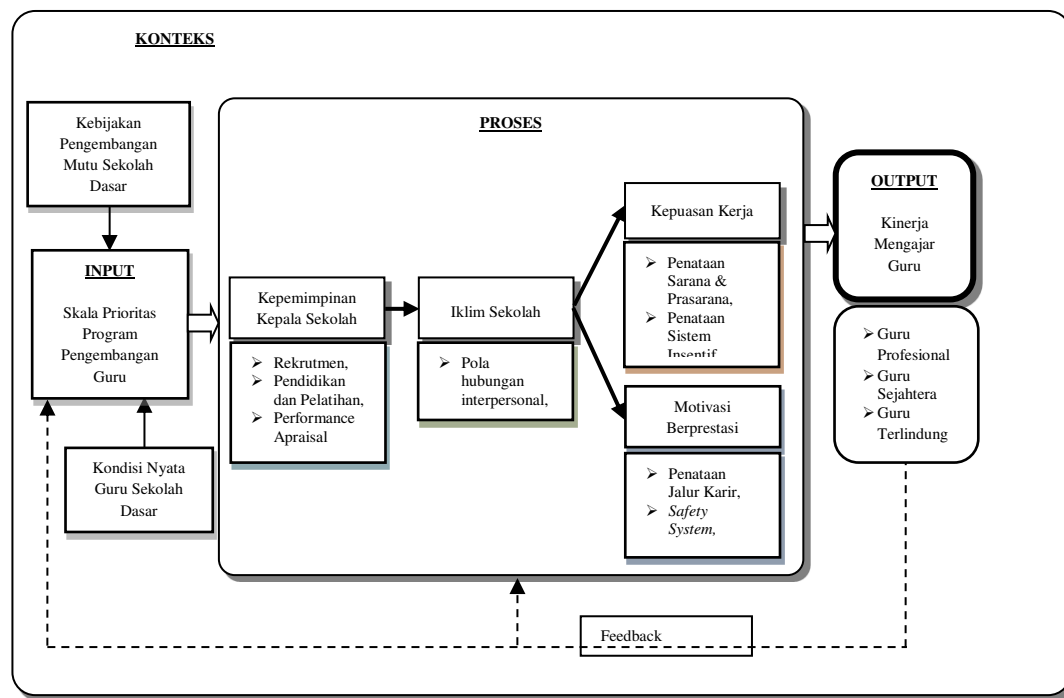 KONTEKS
Kebijakan
Pengembangan
Mutu Sekolah
Dasar
INPUT
Skala Prioritas
Program
Pengembangan
Guru
Kondisi Nyata
Guru Sekolah
Dasar
PROSES
Kepemimpinan
Kepala Sekolah
➢ Rekrutmen,
➢ Pendidikan
dan Pelatihan,
➢ Performance
Appraisal
Iklim Sekolah
➢ Pola
hubungan
interpersonal,
Kepuasan Kerja
➢ Penataan
Sarana &
Prasarana,
➢ Penataan
Sistem
Insentif
Motivasi
Berprestasi
➢ Penataan
Jalur Karir,
➢ Safety
System,
OUTPUT
Kinerja
Mengajar
Guru
➢ Guru
Profesional
➢ Guru
Sejahtera
➢ Guru
Terlindung
Feedback